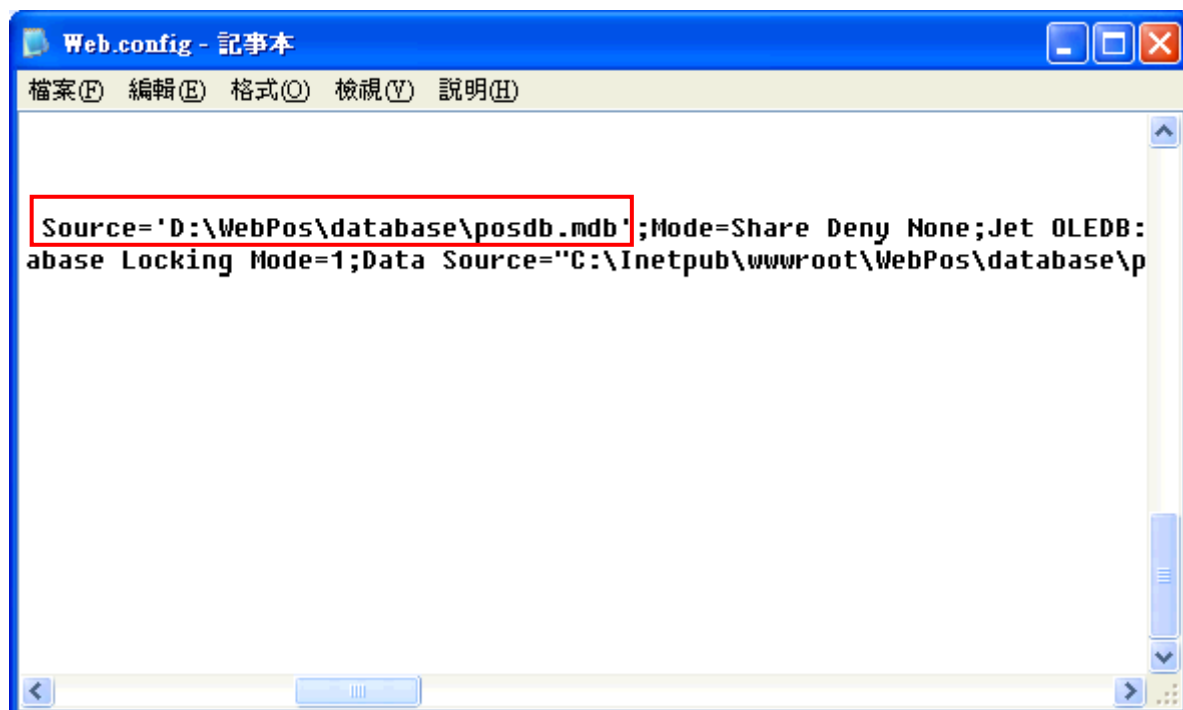 Web.config - 記事本
檔案(F) 編輯(E) 格式(O) 檢視(V) 說明(H)
Source='D:\WebPos\database\posdb.mdb';Mode=Share Deny None;Jet OLEDB:
abase Locking Mode=1;Data Source="C:\Inetpub\wwwroot\WebPos\database\p